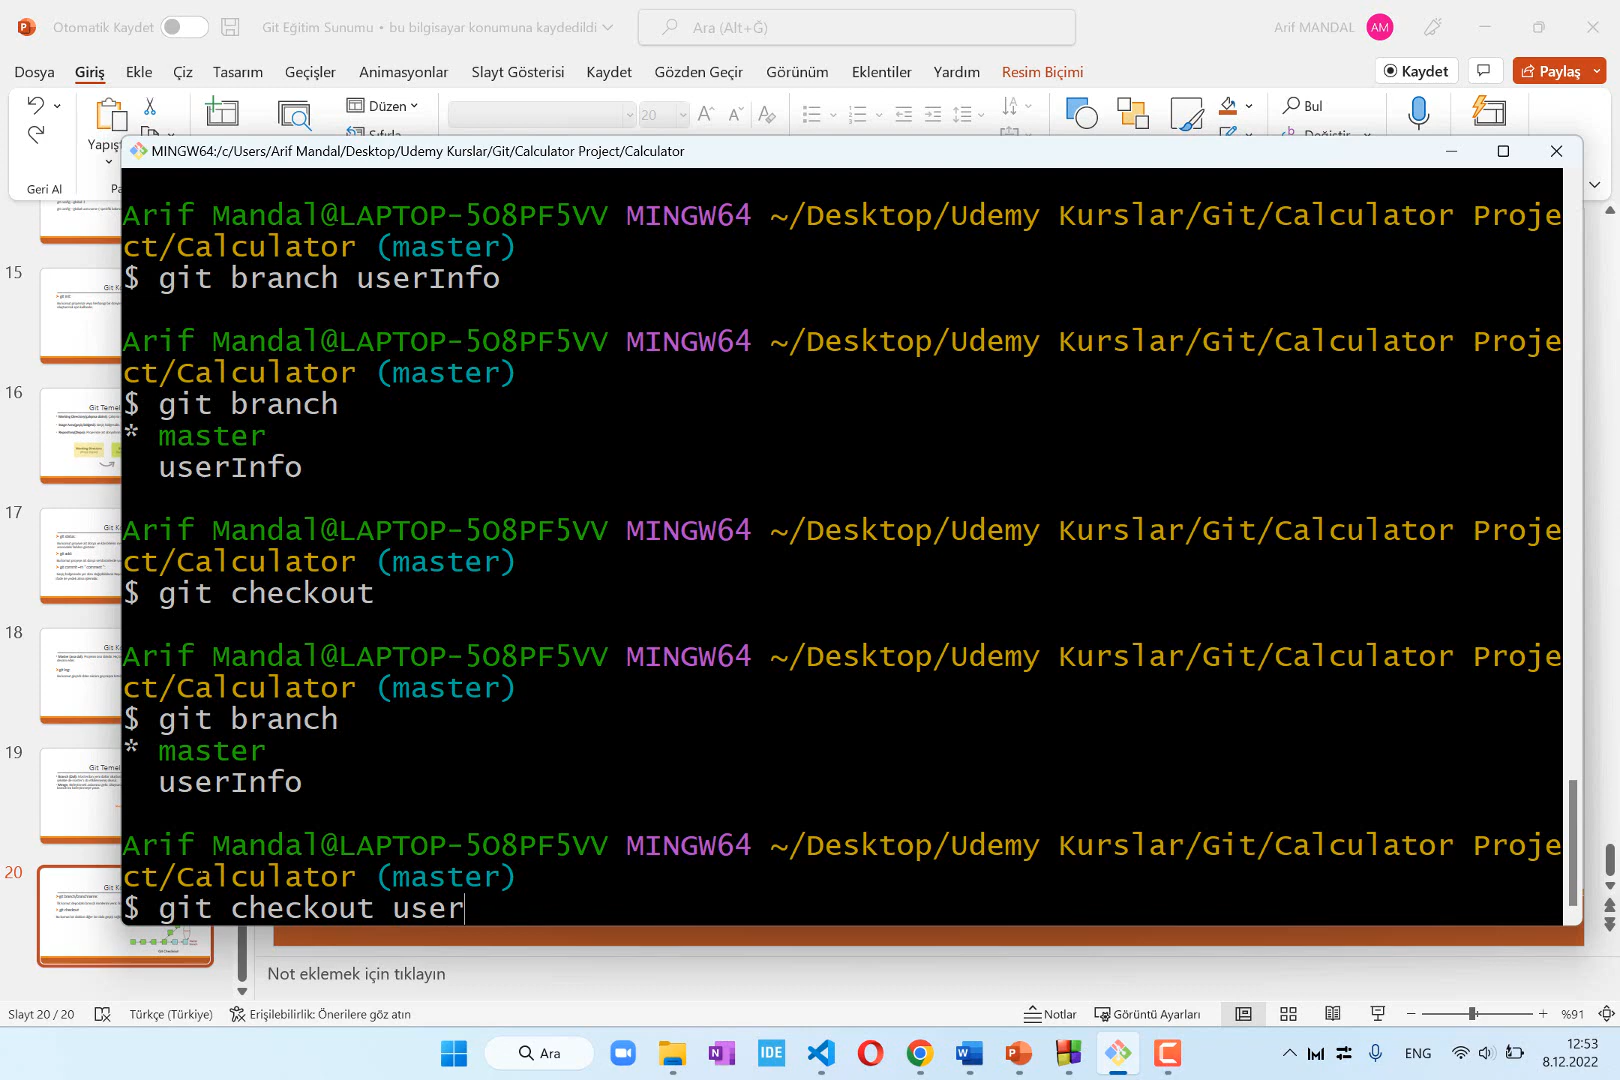 Otomatik Kaydet
Git Eğitim Sunumu • bu bilgisayar konumuna kaydedildi
Ara (Alt+Ğ)
Arif MANDAL
AM
Dosya Giriş Ekle Çiz Tasarım Geçişler Animasyonlar Slayt Gösterisi Kaydet Gözden Geçir Görünüm Eklentiler Yardım Resim Biçimi
Kaydet
Paylaş
Düzen
20
Bul
Geri Al
MINGW64:/c/Users/Arif Mandal/Desktop/Udemy Kurslar/Git/Calculator Project/Calculator
Arif Mandal@LAPTOP-5O8PF5VV MINGW64 ~/Desktop/Udemy Kurslar/Git/Calculator Proje
ct/Calculator (master)
$ git branch userInfo
Arif Mandal@LAPTOP-5O8PF5VV MINGW64 ~/Desktop/Udemy Kurslar/Git/Calculator Proje
ct/Calculator (master)
$ git branch
* master
userInfo
Arif Mandal@LAPTOP-5O8PF5VV MINGW64 ~/Desktop/Udemy Kurslar/Git/Calculator Proje
ct/Calculator (master)
$ git checkout
Arif Mandal@LAPTOP-5O8PF5VV MINGW64 ~/Desktop/Udemy Kurslar/Git/Calculator Proje
ct/Calculator (master)
$ git branch
* master
userInfo
Arif Mandal@LAPTOP-5O8PF5VV MINGW64 ~/Desktop/Udemy Kurslar/Git/Calculator Proje
ct/Calculator (master)
$ git checkout user
15
16
17
18
19
20
Not eklemek için tıklayın
Slayt 20 / 20
Türkçe (Türkiye)
Erişilebilirlik: Önerilere göz atın
Notlar
Görüntü Ayarları
%91
Ara
IDE
ENG
12:53
8.12.2022